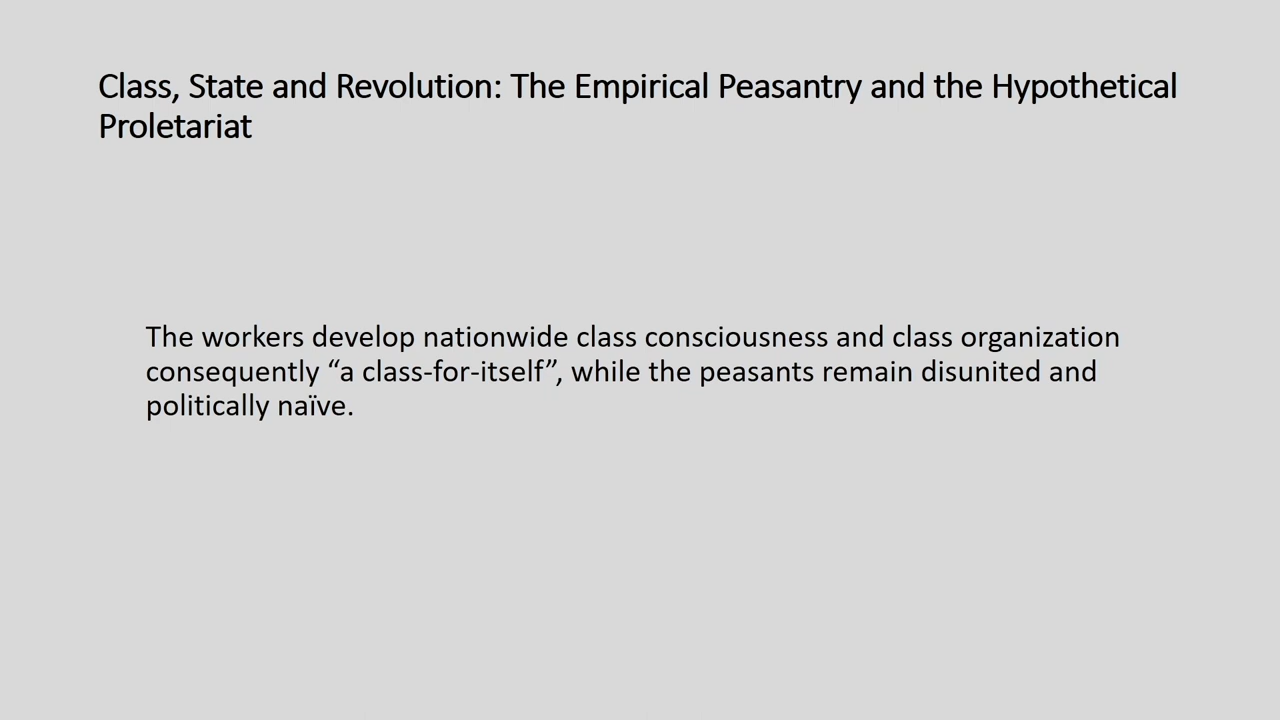 Class, State and Revolution: The Empirical Peasantry and the Hypothetical
Proletariat
The workers develop nationwide class consciousness and class organization
consequently “a class-for-itself”, while the peasants remain disunited and
politically naïve.